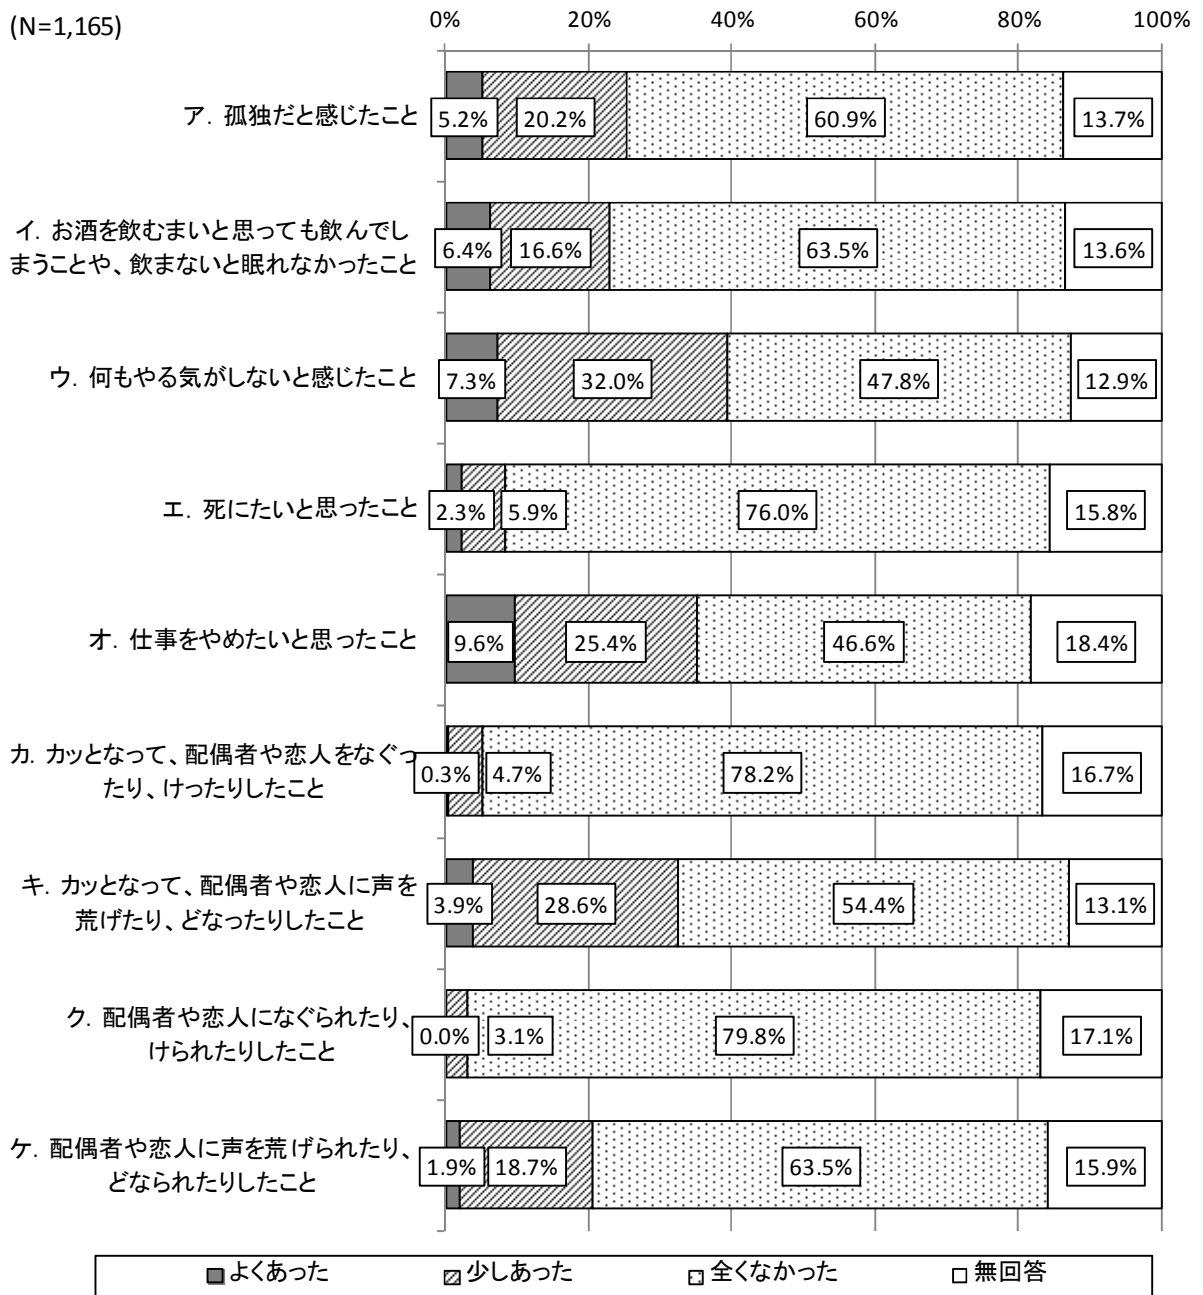 (N=1,165)
0% 20% 40% 60% 80% 100%
ア. 孤独だと感じたこと
5.2% 20.2% 60.9% 13.7%
イ. お酒を飲むまいと思っても飲んでし
まうことや、飲まないと眠れなかったこと
6.4% 16.6% 63.5% 13.6%
ウ. 何もやる気がしないと感じたこと
7.3% 32.0% 47.8% 12.9%
エ. 死にたいと思ったこと
2.3% 5.9% 76.0% 15.8%
オ. 仕事をやめたいと思ったこと
9.6% 25.4% 46.6% 18.4%
カ. カッとなって、配偶者や恋人をなぐっ
たり、けったりしたこと
0.3% 4.7% 78.2% 16.7%
キ. カッとなって、配偶者や恋人に声を
荒げたり、どなったりしたこと
3.9% 28.6% 54.4% 13.1%
ク. 配偶者や恋人になぐられたり、
けられたりしたこと
0.0% 3.1% 79.8% 17.1%
ケ. 配偶者や恋人に声を荒げられたり、
どなられたりしたこと
1.9% 18.7% 63.5% 15.9%
よくあった 少しあった 全くなかった 無回答